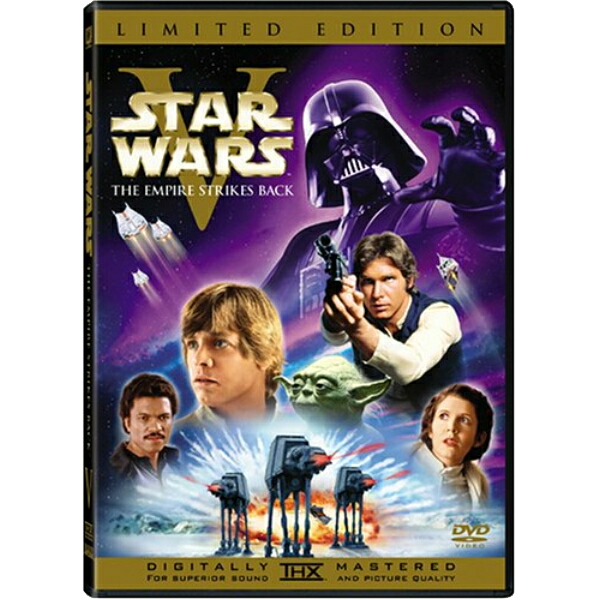 LIMITED EDITION
V
STAR
WARS
THE EMPIRE STRIKES BACK
STAR WARS THE EMPIRE STRIKES BACK V
THX
DVD
VIDEO
DIGITALLY THX MASTERED
FOR SUPERIOR SOUND AND PICTURE QUALITY